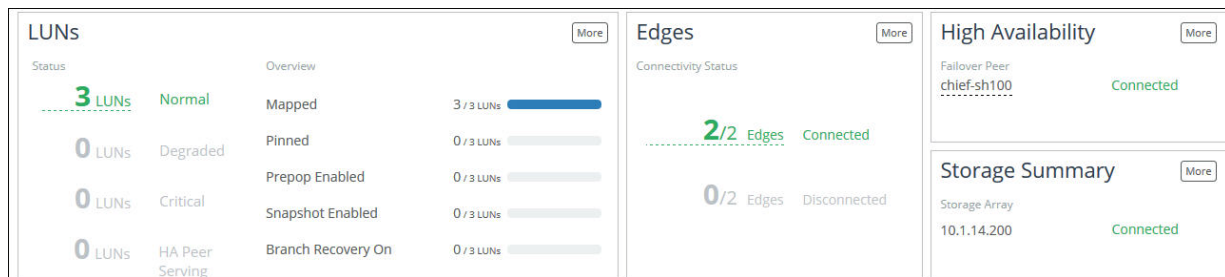 LUNs More
Status Overview
3 LUNs Normal
Mapped 3 / 3 LUNs
0 LUNs Degraded
Pinned 0 / 3 LUNs
Prepop Enabled 0 / 3 LUNs
0 LUNs Critical
Snapshot Enabled 0 / 3 LUNs
0 LUNs HA Peer
Serving
Branch Recovery On 0 / 3 LUNs
Edges More
Connectivity Status
2/2 Edges Connected
0/2 Edges Disconnected
High Availability More
Failover Peer
chief-sh100 Connected
Storage Summary More
Storage Array
10.1.14.200 Connected